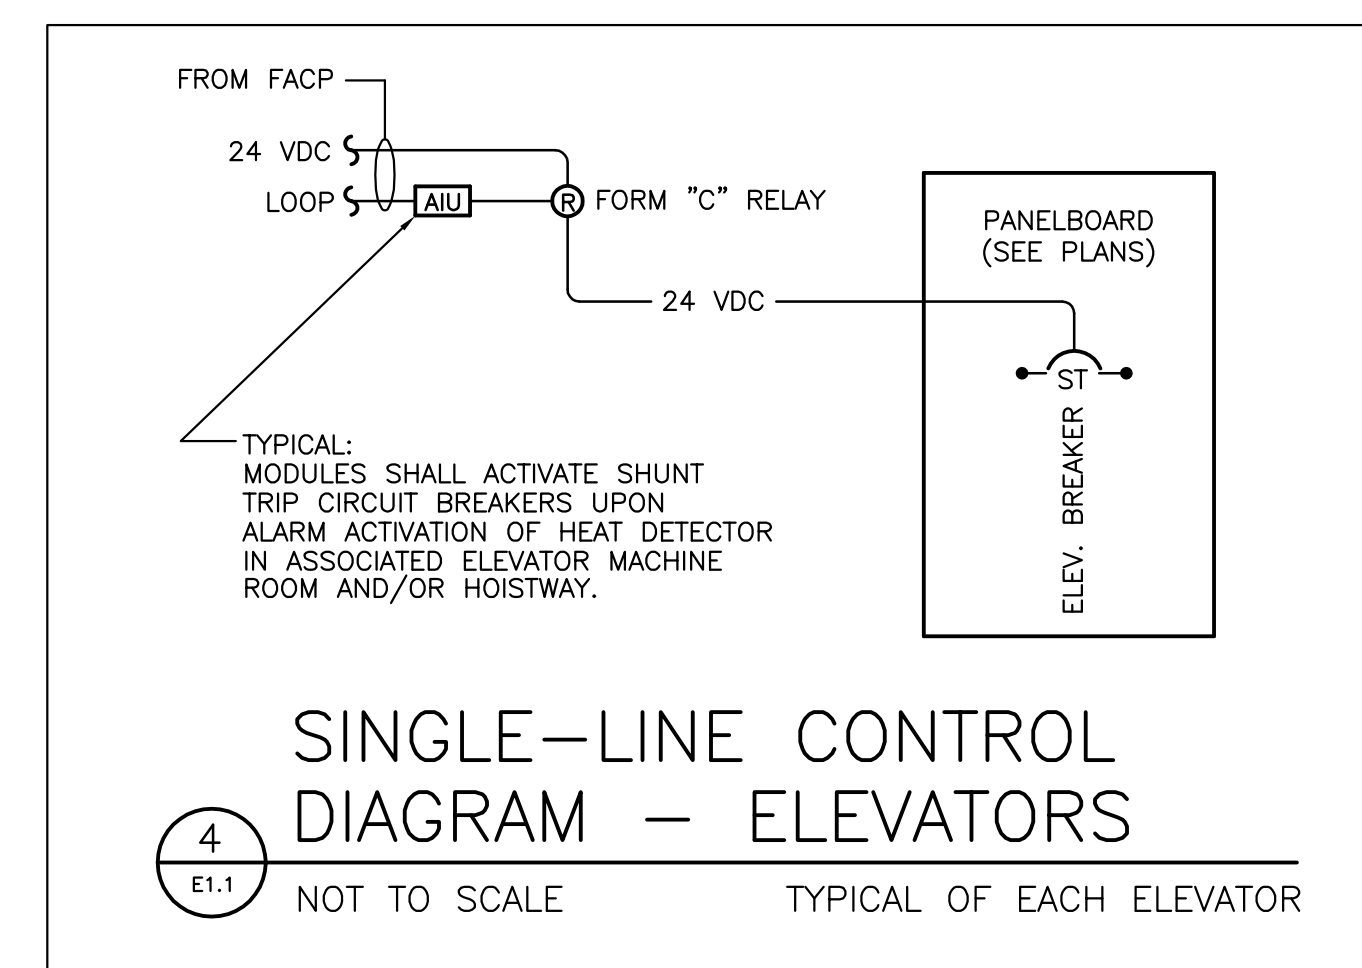 FROM FACP
24 VDC
LOOP
AIU
R
FORM "C" RELAY
PANELBOARD
(SEE PLANS)
24 VDC
ST
ELEV. BREAKER
TYPICAL:
MODULES SHALL ACTIVATE SHUNT
TRIP CIRCUIT BREAKERS UPON
ALARM ACTIVATION OF HEAT DETECTOR
IN ASSOCIATED ELEVATOR MACHINE
ROOM AND/OR HOISTWAY.
SINGLE-LINE CONTROL
DIAGRAM - ELEVATORS
4
E1.1
NOT TO SCALE
TYPICAL OF EACH ELEVATOR